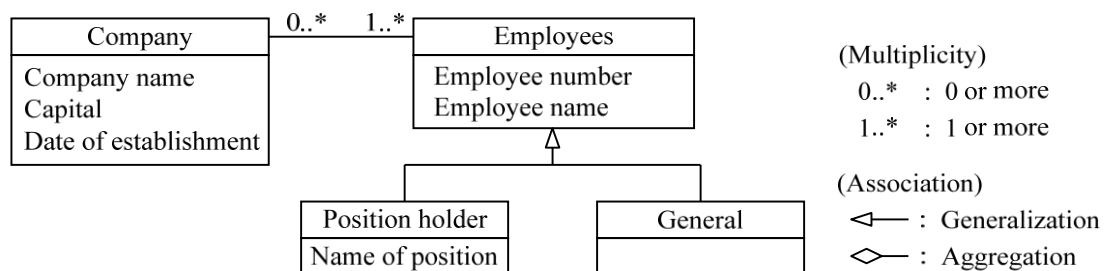 Company
0..* 1..*
Employees
Company name
Capital
Date of establishment
Employee number
Employee name
Position holder
Name of position
General
(Multiplicity)
0..* : 0 or more
1..* : 1 or more
(Association)
: Generalization
: Aggregation